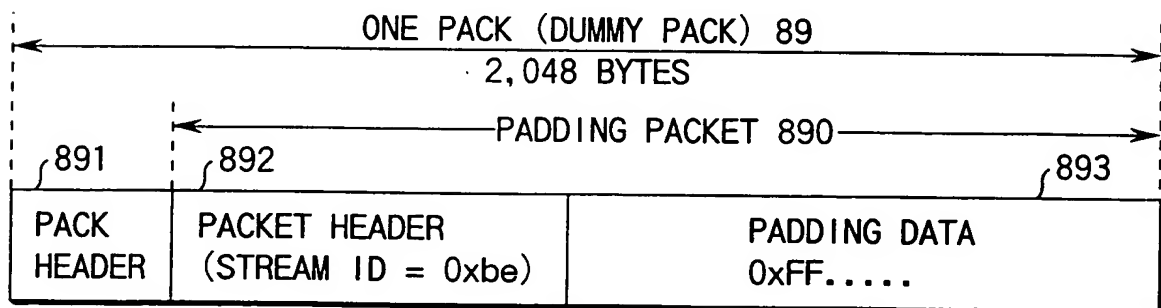 ONE PACK (DUMMY PACK) 89
2,048 BYTES
PADDING PACKET 890
891
892
893
PACK
HEADER
PACKET HEADER
(STREAM ID = 0xbe)
PADDING DATA
0xFF.....